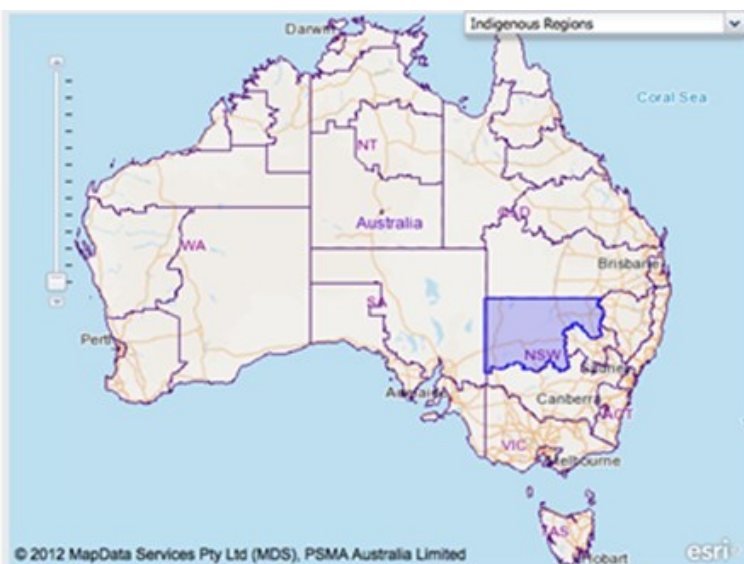 Darwin
Indigenous Regions
Coral Sea
NT
Australia
QLD
WA
Brisbane
SA
NSW
Perth
Sydney
Adelaide
Canberra
ACT
VIC
Melbourne
TAS
© 2012 MapData Services Pty Ltd (MDS), PSMA Australia Limited
Hobart
esri